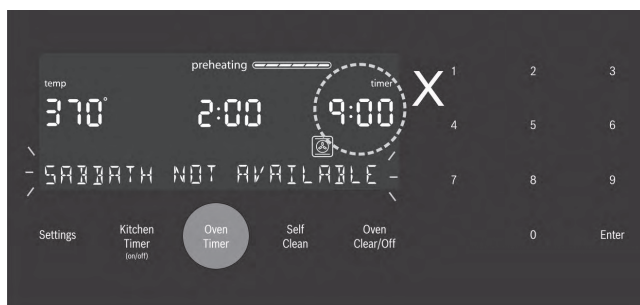 preheating
temp timer
370° 2:00 9:00
X
SABBATH NOT AVAILABLE
Settings
Kitchen Timer (on/off)
Oven Timer
Self Clean
Oven Clear/Off
1 2 3
4 5 6
7 8 9
0 Enter